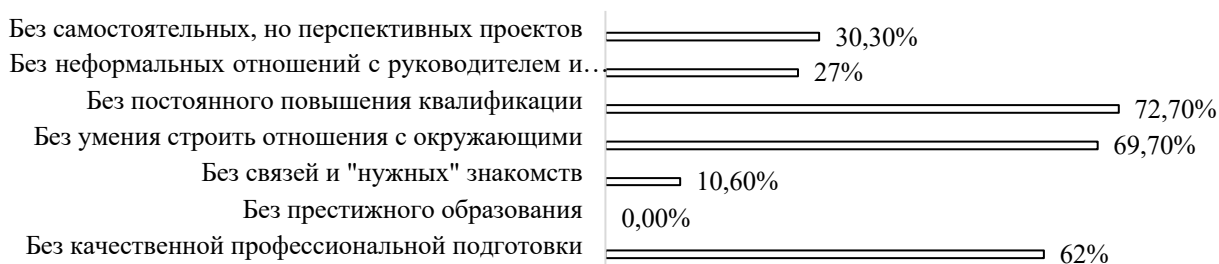 Без самостоятельных, но перспективных проектов 30,30%
Без неформальных отношений с руководителем и… 27%
Без постоянного повышения квалификации 72,70%
Без умения строить отношения с окружающими 69,70%
Без связей и "нужных" знакомств 10,60%
Без престижного образования 0,00%
Без качественной профессиональной подготовки 62%